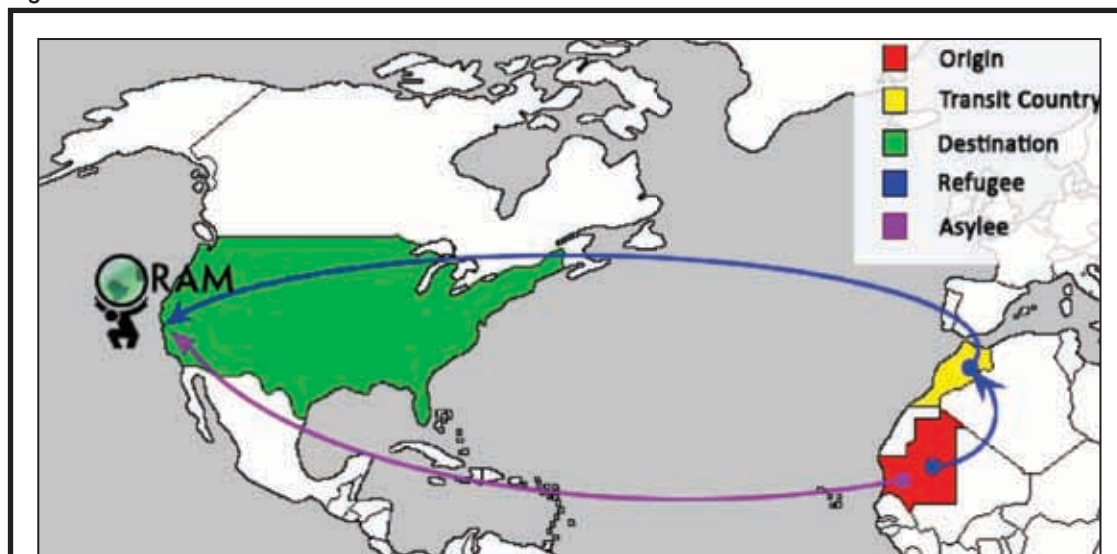 Origin
Transit Country
Destination
Refugee
Asylee
RAM